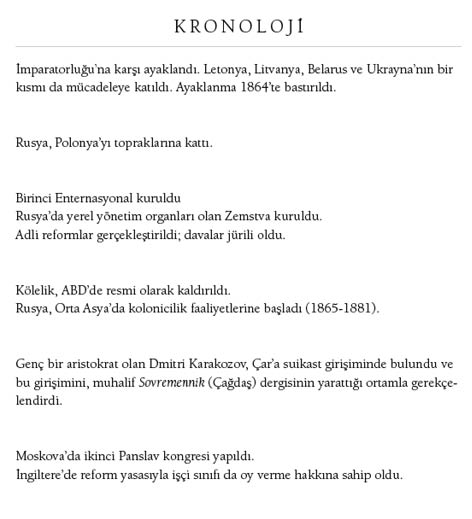 KRONOLOJİ
İmparatorluğu'na karşı ayaklandı. Letonya, Litvanya, Belarus ve Ukrayna'nın bir
kısmı da mücadeleye katıldı. Ayaklanma 1864'te bastırıldı.
Rusya, Polonya'yı topraklarına kattı.
Birinci Enternasyonal kuruldu
Rusya'da yerel yönetim organları olan Zemstva kuruldu.
Adli reformlar gerçekleştirildi; davalar jürili oldu.
Kölelik, ABD'de resmi olarak kaldırıldı.
Rusya, Orta Asya'da kolonicilik faaliyetlerine başladı (1865-1881).
Genç bir aristokrat olan Dmitri Karakozov, Çar'a suikast girişiminde bulundu ve
bu girişimini, muhalif Sovremennik (Çağdaş) dergisinin yarattığı ortamla gerekçe-
lendirdi.
Moskova'da ikinci Panslav kongresi yapıldı.
İngiltere'de reform yasasıyla işçi sınıfı da oy verme hakkına sahip oldu.